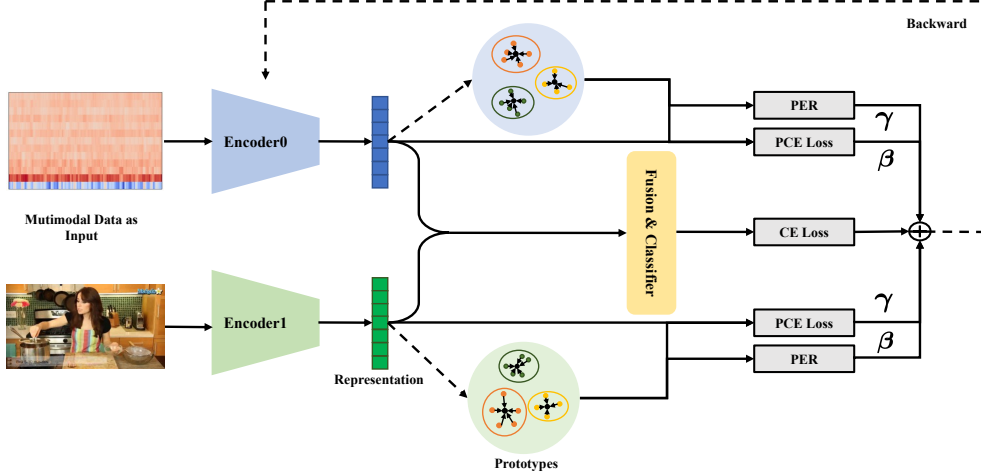 Backward
PER
γ
Encoder0
PCE Loss
β
Mutimodal Data as
Input
Fusion & Classifier
CE Loss
Encoder1
PCE Loss
γ
β
PER
Representation
Prototypes